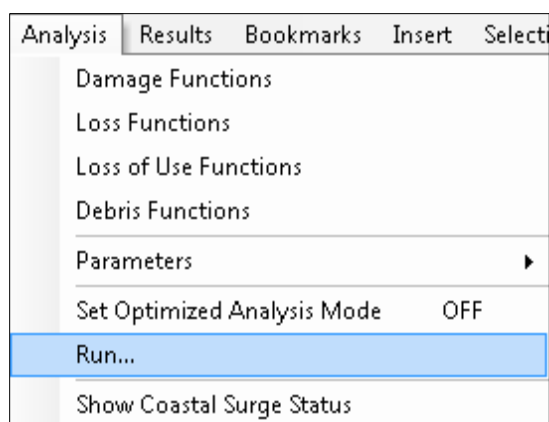 Analysis Results Bookmarks Insert Selecti
Damage Functions
Loss Functions
Loss of Use Functions
Debris Functions
Parameters
Set Optimized Analysis Mode OFF
Run...
Show Coastal Surge Status